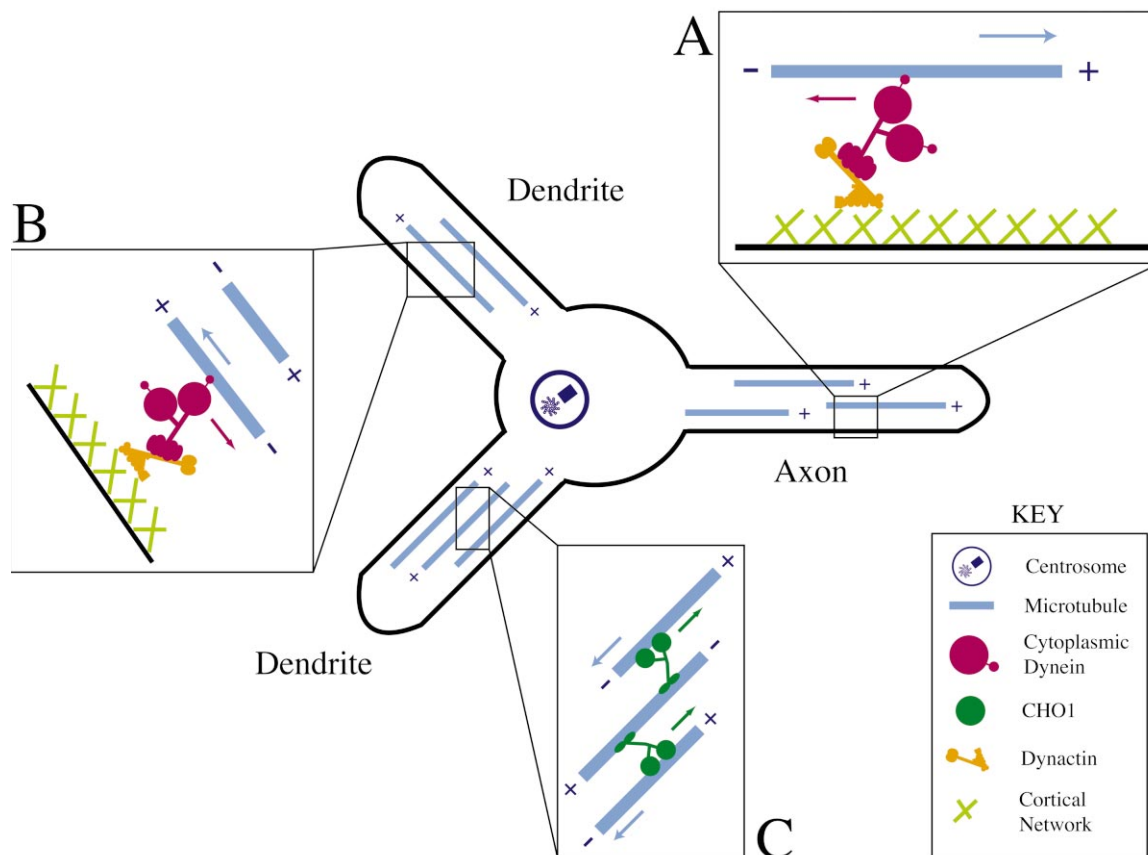 A
-
+
Dendrite
B
+
+
-
+
-
+
-
+
+
+
Axon
+
+
+
KEY
Centrosome
Microtubule
Cytoplasmic
Dynein
CHO1
Dynactin
Cortical
Network
Dendrite
+
-
-
+
+
-
C